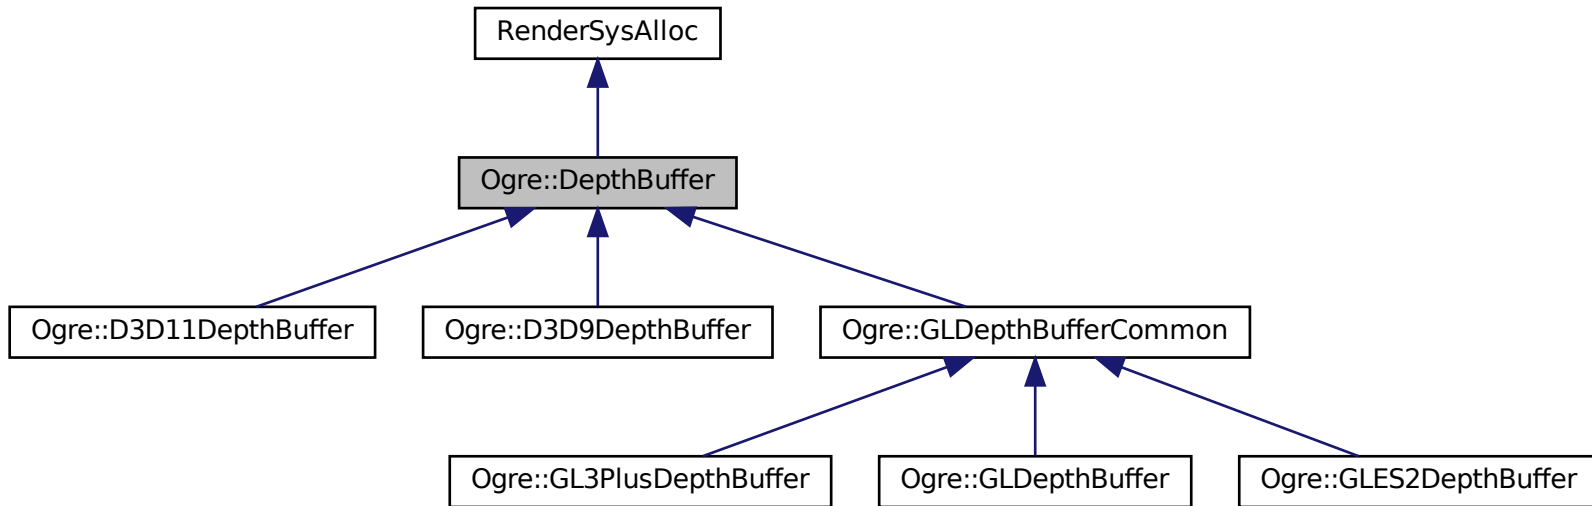 RenderSysAlloc
Ogre::DepthBuffer
Ogre::D3D11DepthBuffer
Ogre::D3D9DepthBuffer
Ogre::GLDepthBufferCommon
Ogre::GL3PlusDepthBuffer
Ogre::GLDepthBuffer
Ogre::GLES2DepthBuffer